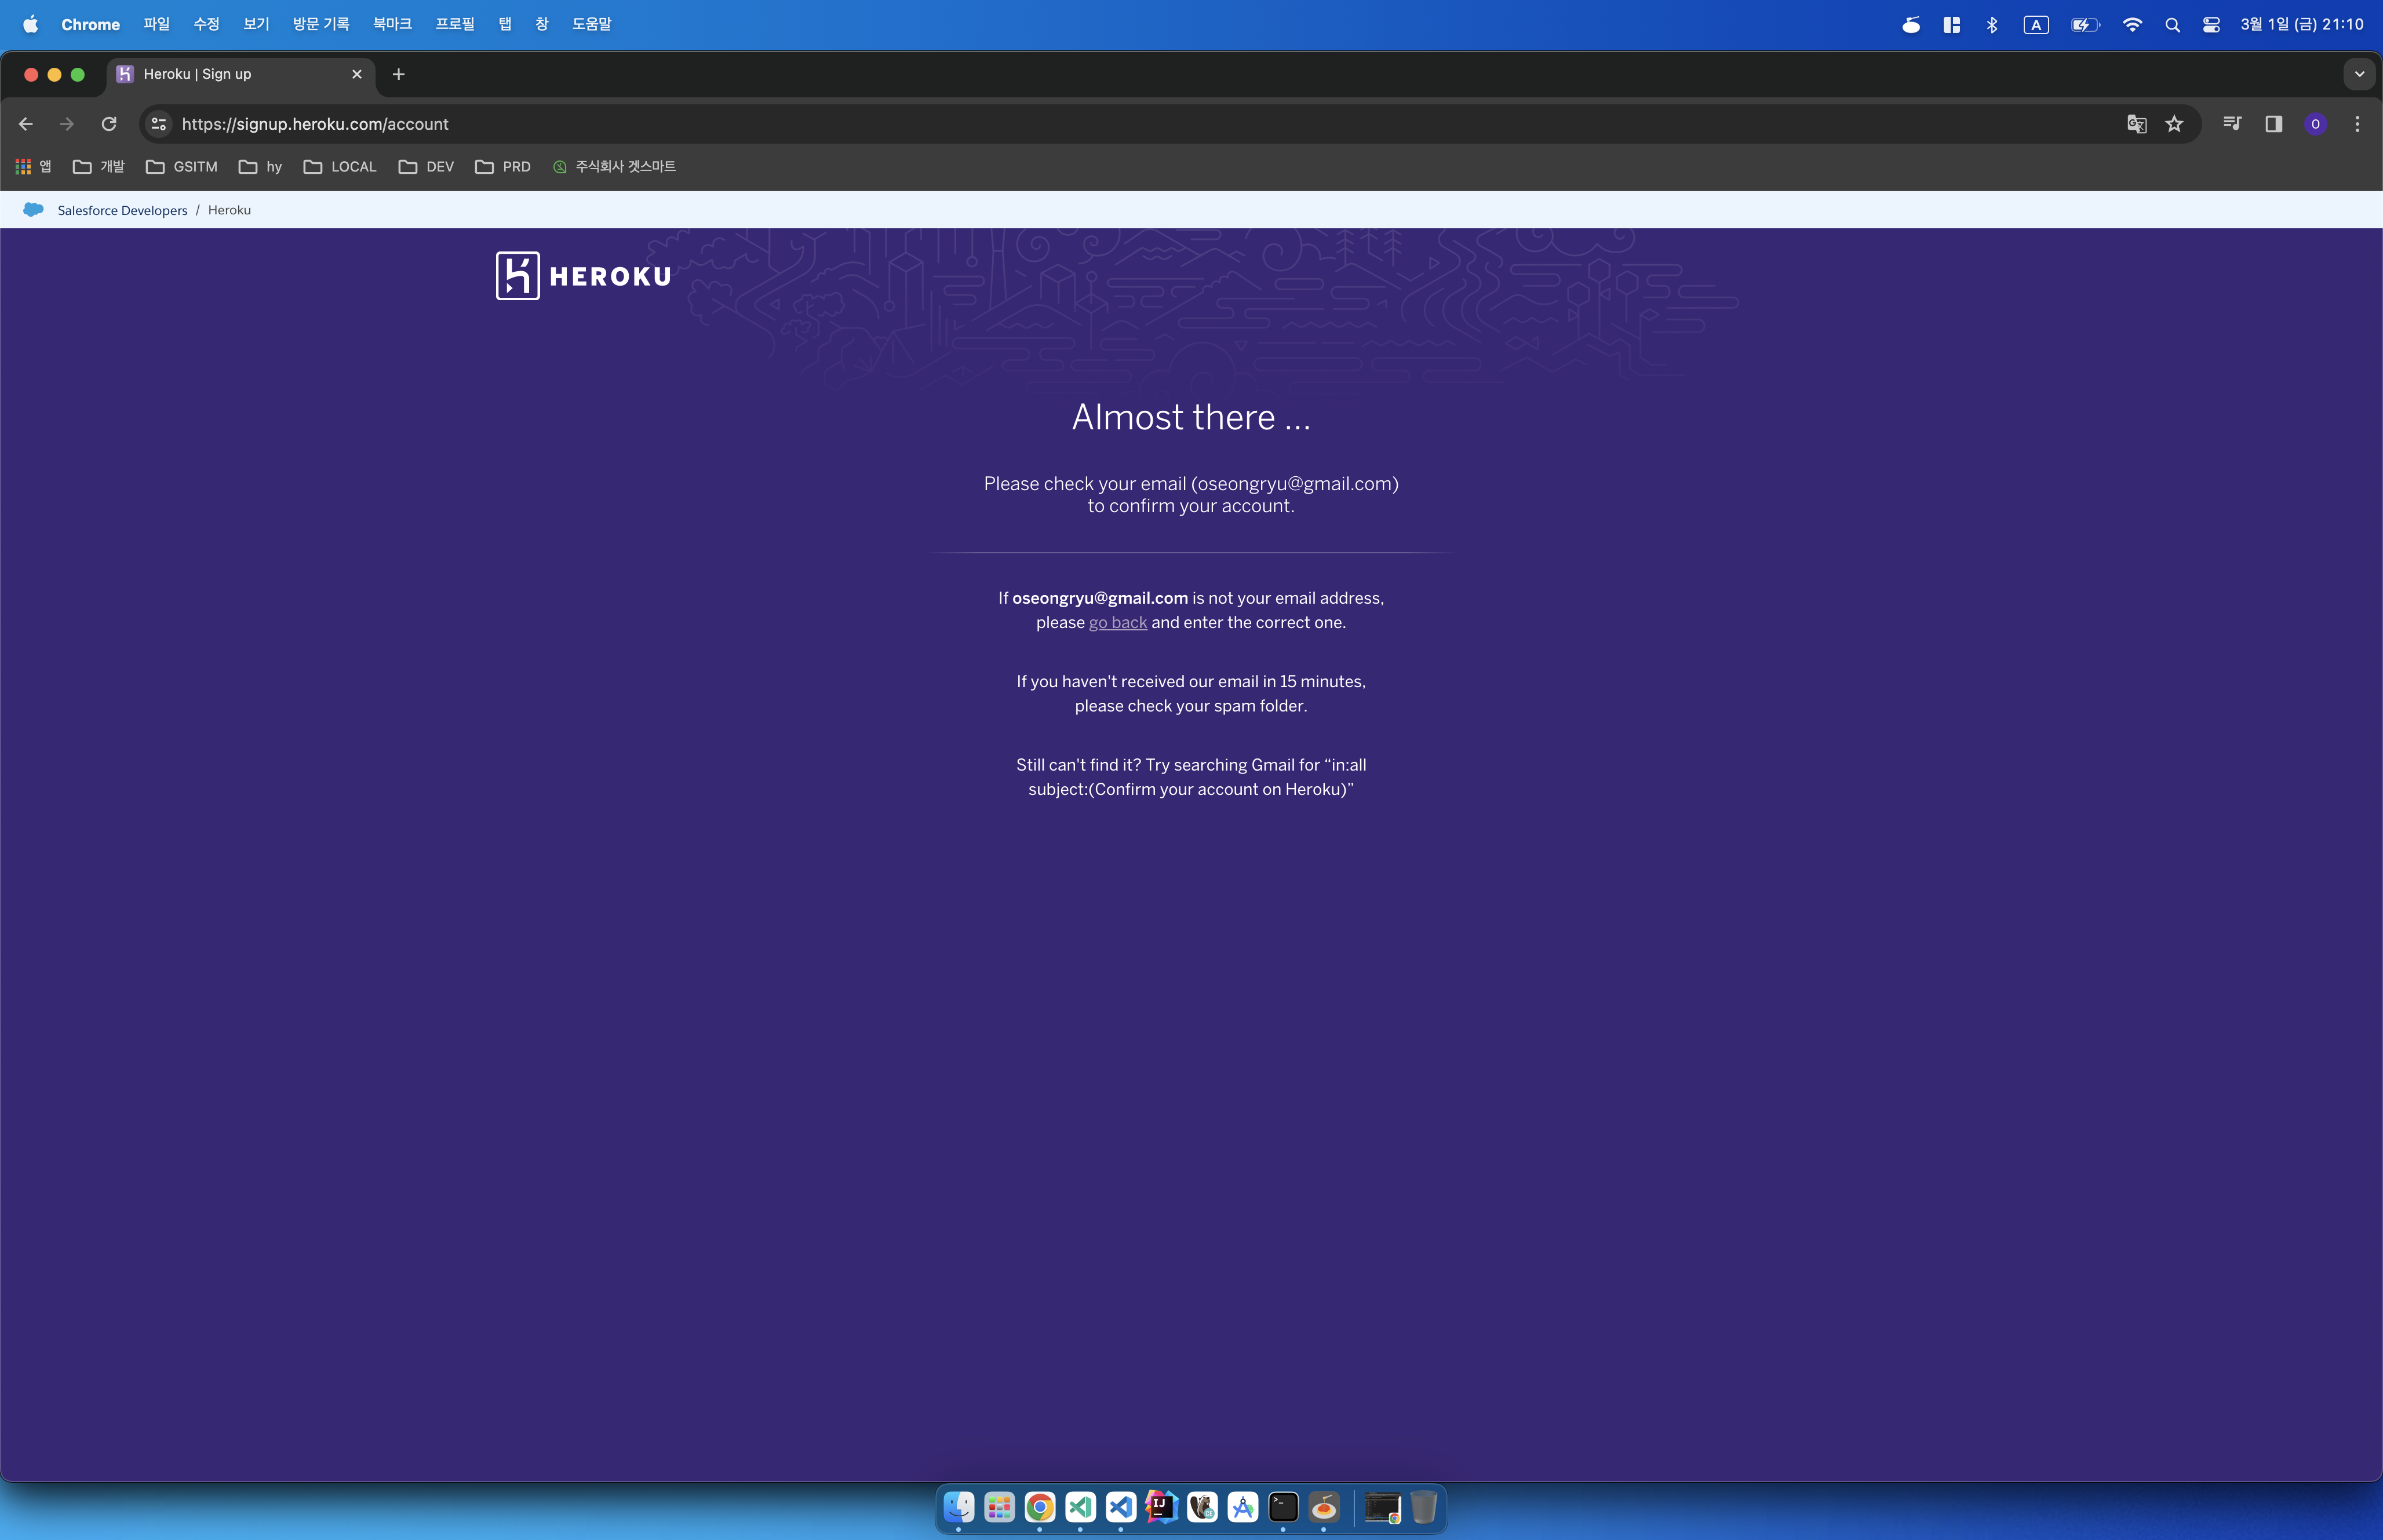 Chrome 파일 수정 보기 방문 기록 북마크 프로필 탭 창 도움말 A 3월 1일 (금) 21:10
Heroku | Sign up
https://signup.heroku.com/account O
앱 개발 GSITM hy LOCAL DEV PRD 주식회사 겟스마트
Salesforce Developers / Heroku
HEROKU
Almost there ...
Please check your email (oseongryu@gmail.com)
to confirm your account.
If oseongryu@gmail.com is not your email address,
please go back and enter the correct one.
If you haven't received our email in 15 minutes,
please check your spam folder.
Still can't find it? Try searching Gmail for “in:all
subject:(Confirm your account on Heroku)”
IJ